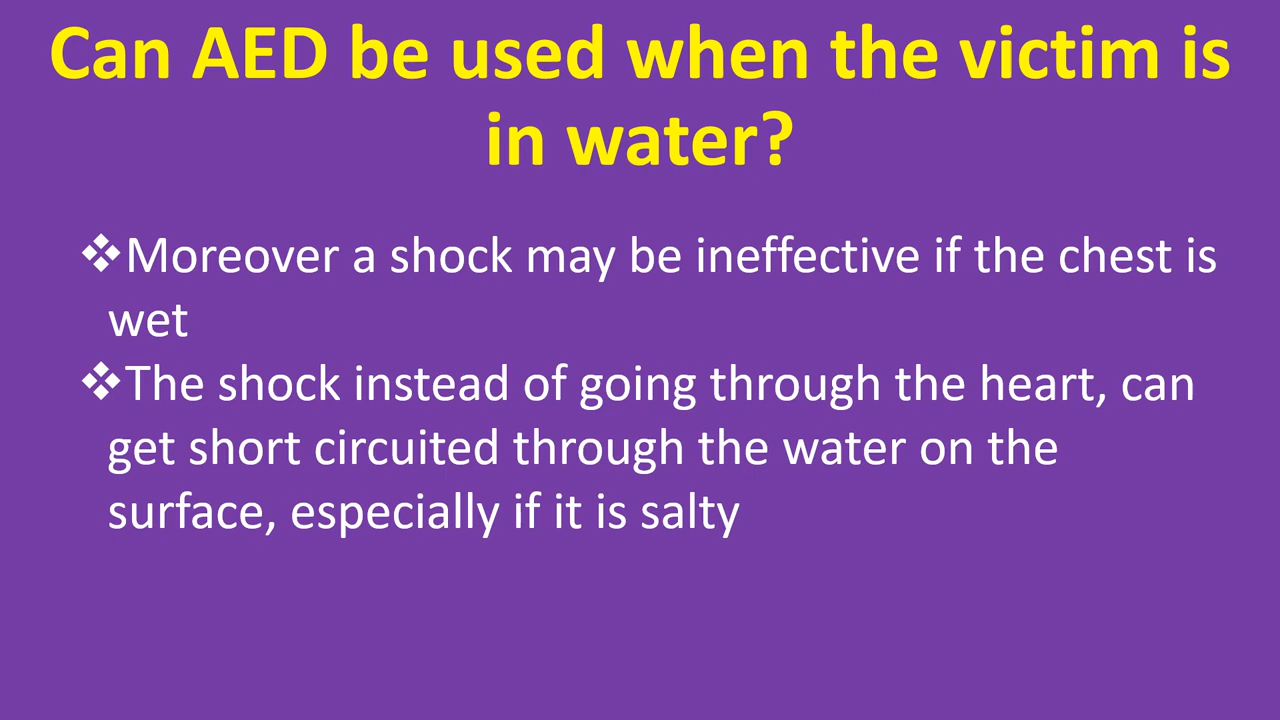 Can AED be used when the victim is
in water?
❖Moreover a shock may be ineffective if the chest is
wet
❖The shock instead of going through the heart, can
get short circuited through the water on the
surface, especially if it is salty